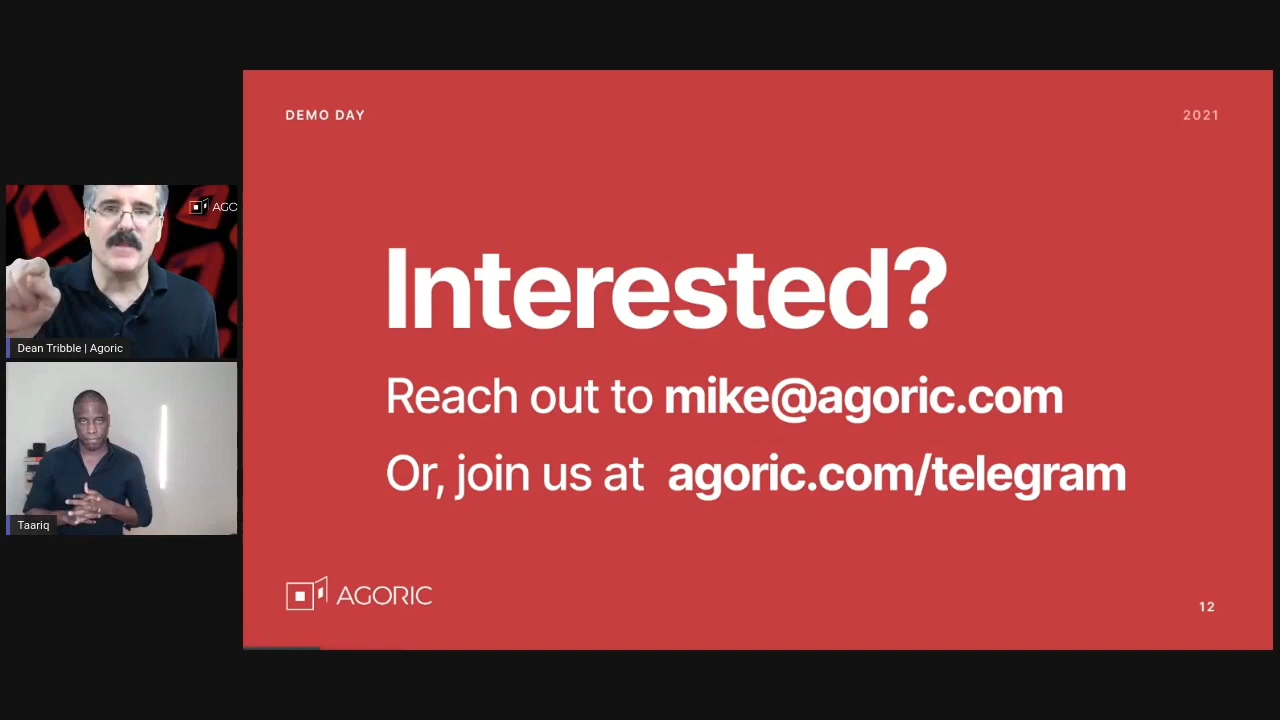 DEMO DAY
2021
Interested?
Reach out to mike@agoric.com
Or, join us at agoric.com/telegram
AGORIC
12
AGO
Dean Tribble | Agoric
Taariq